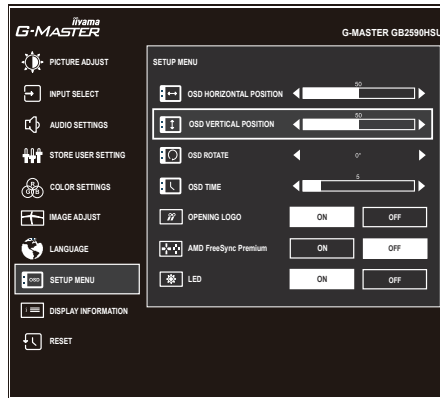 iiyama
G-MASTER
G-MASTER GB2590HSU
PICTURE ADJUST
INPUT SELECT
AUDIO SETTINGS
STORE USER SETTING
COLOR SETTINGS
IMAGE ADJUST
LANGUAGE
OSD SETUP MENU
DISPLAY INFORMATION
RESET
SETUP MENU
OSD HORIZONTAL POSITION 50
OSD VERTICAL POSITION 50
OSD ROTATE 0°
OSD TIME 5
OPENING LOGO ON OFF
AMD FreeSync Premium ON OFF
LED ON OFF